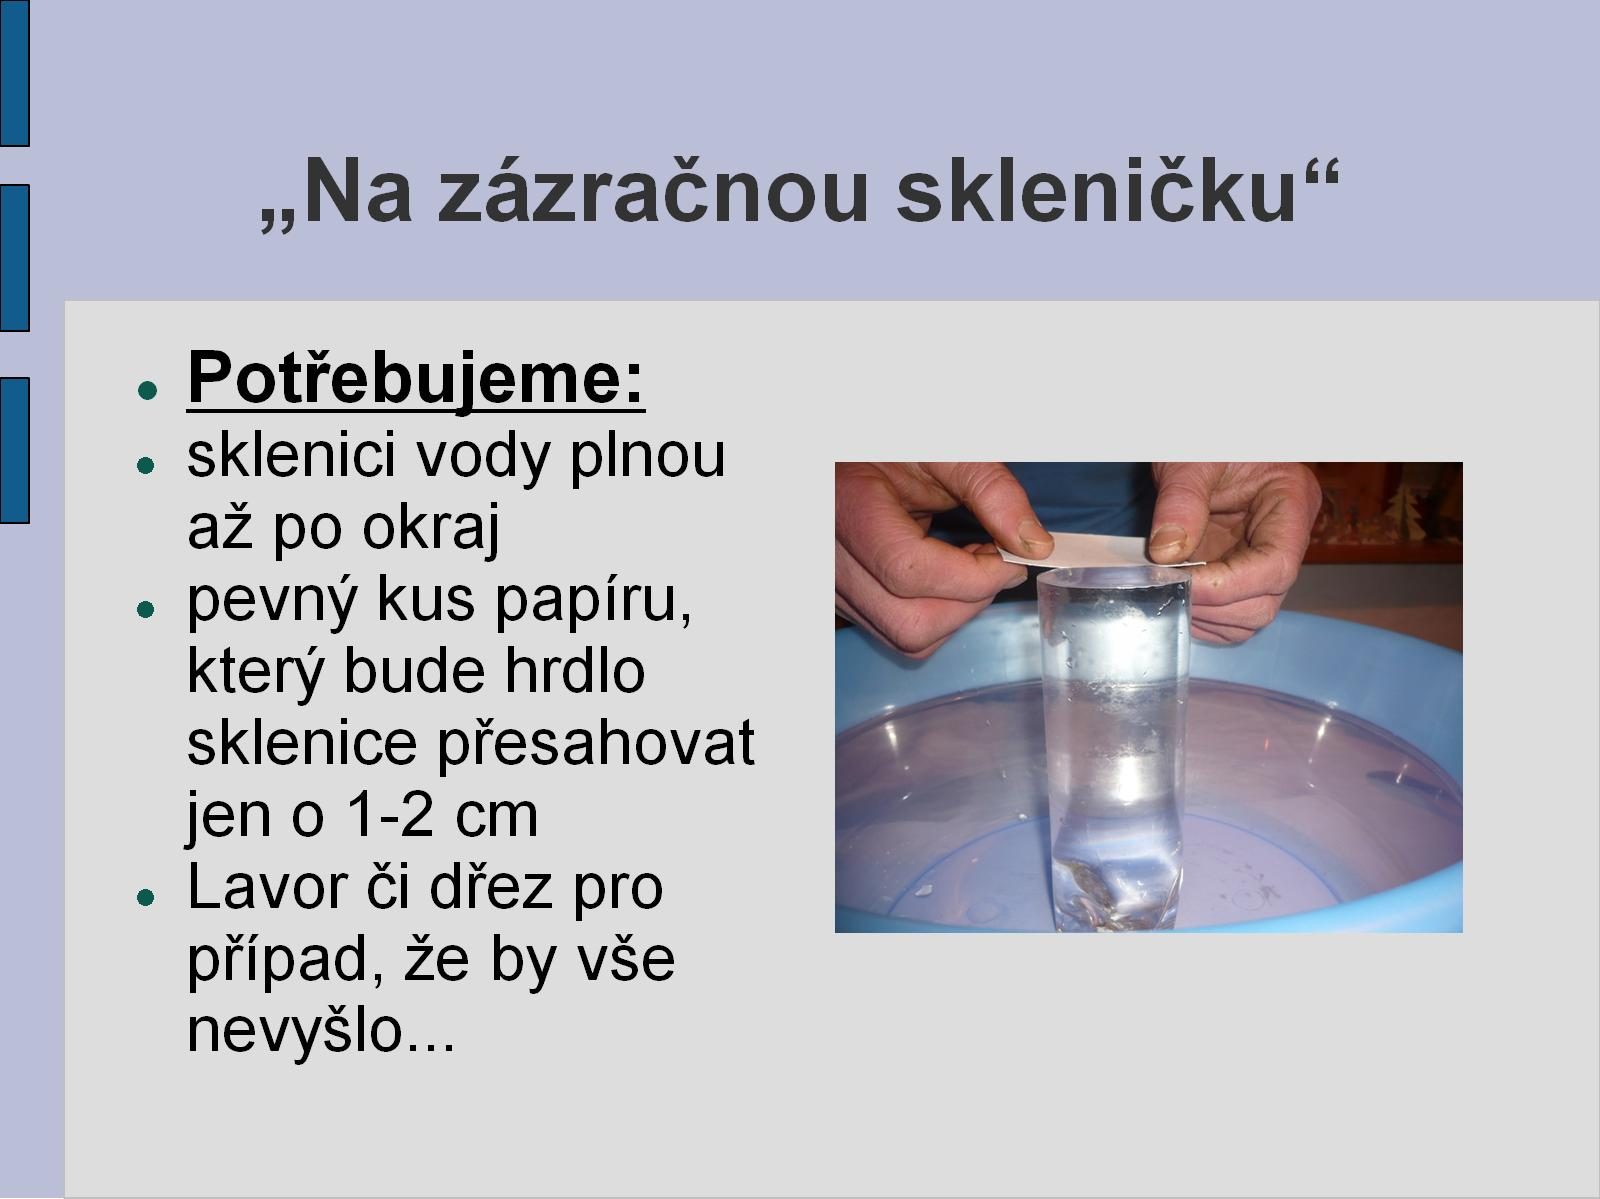 „Na zázračnou skleničku“
Potřebujeme:
sklenici vody plnou
až po okraj
pevný kus papíru,
který bude hrdlo
sklenice přesahovat
jen o 1-2 cm
Lavor či dřez pro
případ, že by vše
nevyšlo...